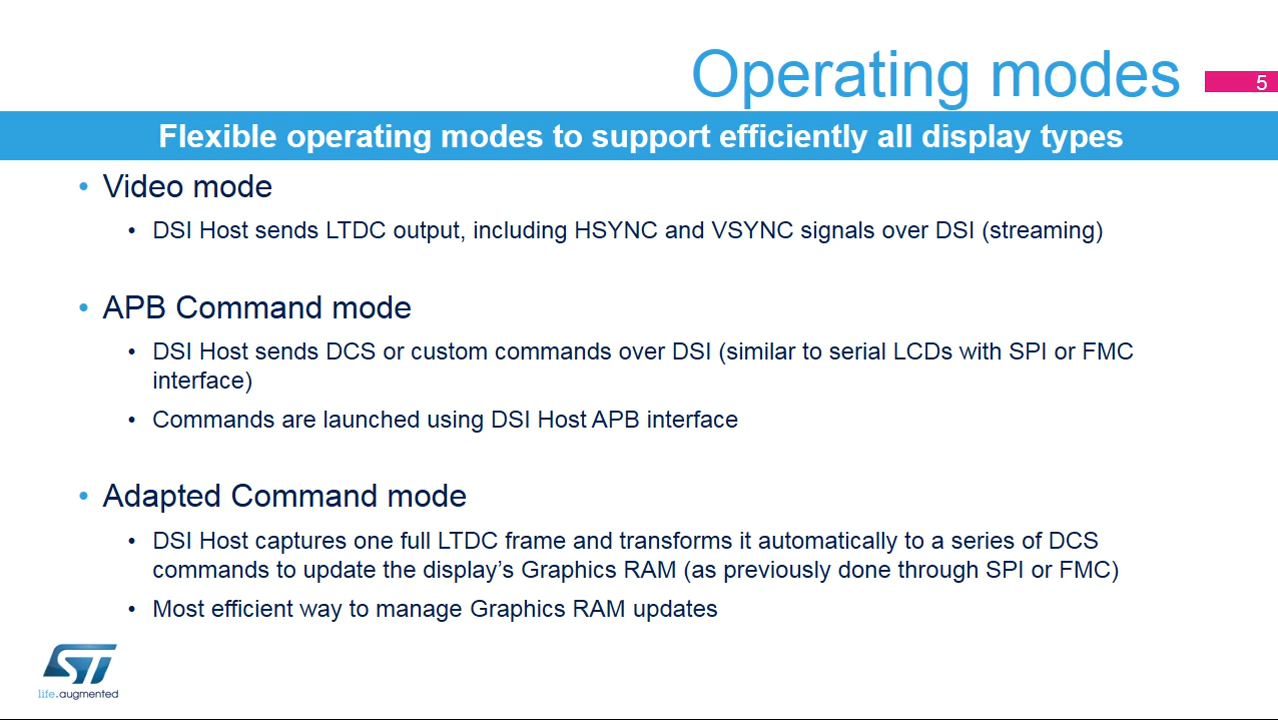 Operating modes
5
Flexible operating modes to support efficiently all display types
• Video mode
• DSI Host sends LTDC output, including HSYNC and VSYNC signals over DSI (streaming)
• APB Command mode
• DSI Host sends DCS or custom commands over DSI (similar to serial LCDs with SPI or FMC
interface)
• Commands are launched using DSI Host APB interface
• Adapted Command mode
• DSI Host captures one full LTDC frame and transforms it automatically to a series of DCS
commands to update the display’s Graphics RAM (as previously done through SPI or FMC)
• Most efficient way to manage Graphics RAM updates
ST
life.augmented